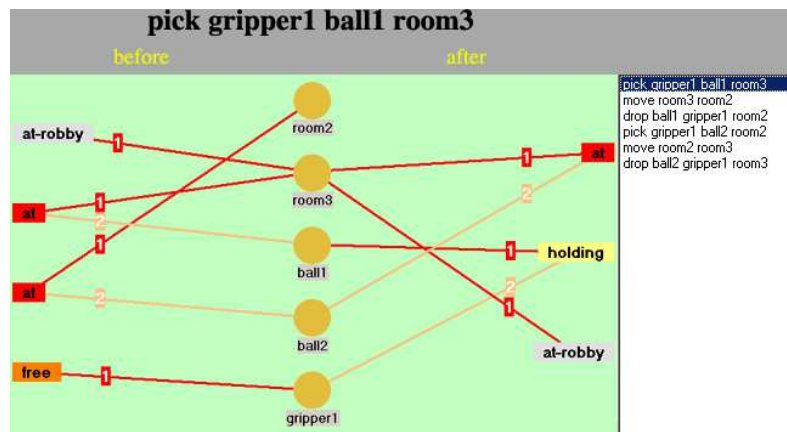 pick gripper1 ball1 room3
before after
pick gripper1 ball1 room3
move room3 room2
drop ball1 gripper1 room2
pick gripper1 ball2 room2
move room2 room3
drop ball2 gripper1 room3
room2
at-robby
1
room3
1
at
at
1
2
2
at
1
ball1
1
holding
2
2
at
ball2
1
at-robby
free
1
gripper1